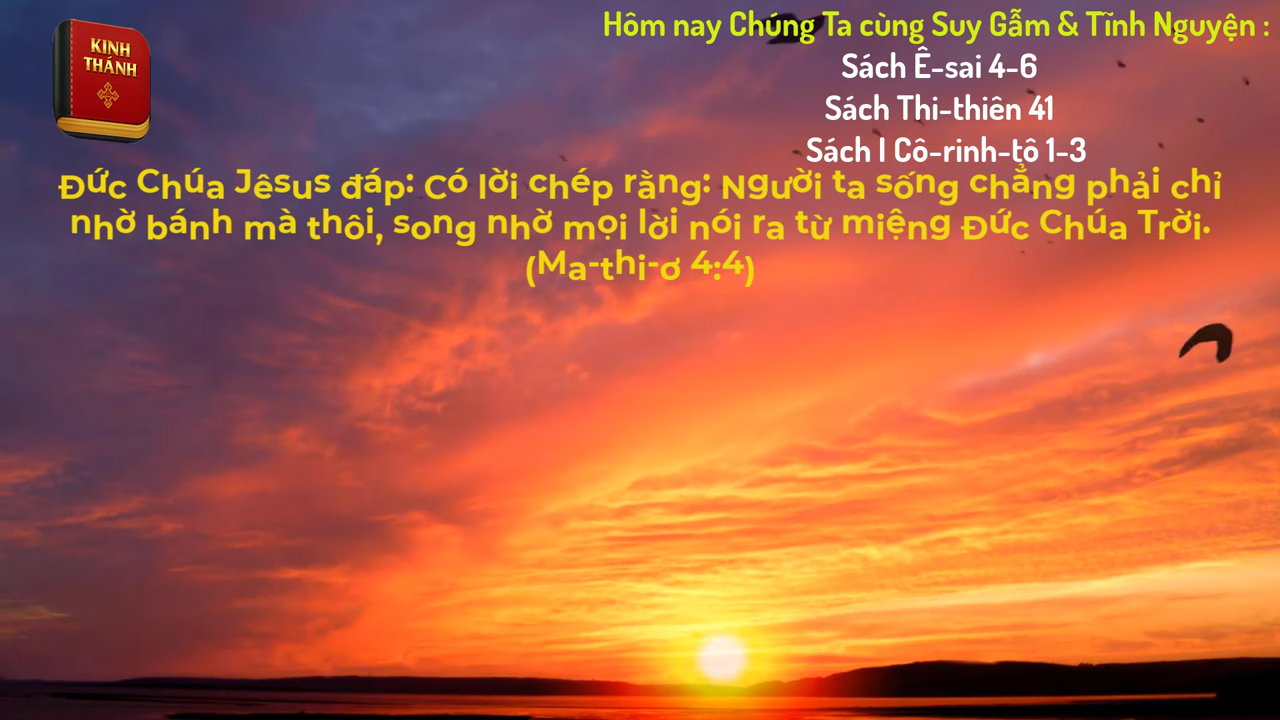 KINH
THÁNH
Hôm nay Chúng Ta cùng Suy Gẫm & Tĩnh Nguyện :
Sách Ê-sai 4-6
Sách Thi-thiên 41
Sách I Cô-rinh-tô 1-3
Đức Chúa Jêsus đáp: Có lời chép rằng: Người ta sống chẳng phải chỉ
nhờ bánh mà thôi, song nhờ mọi lời nói ra từ miệng Đức Chúa Trời.
(Ma-thi-ơ 4:4)